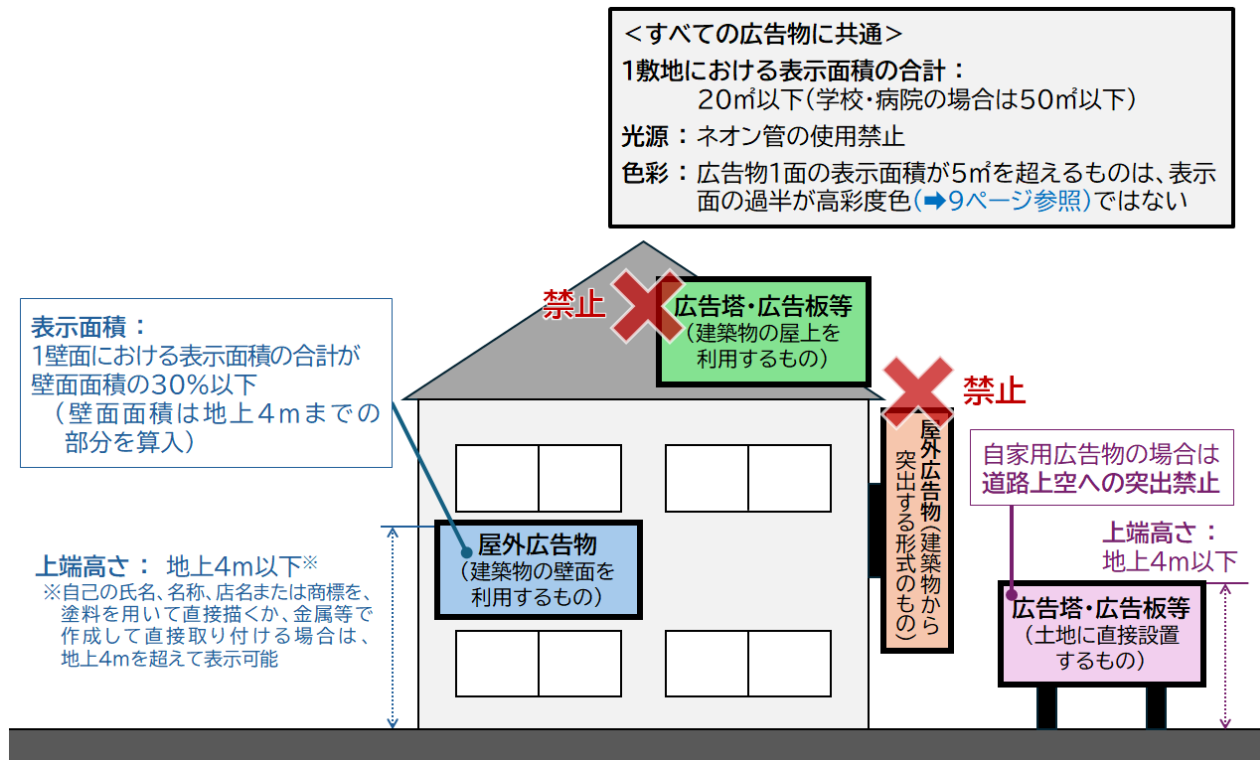 ＜すべての広告物に共通＞
1敷地における表示面積の合計：
20㎡以下(学校・病院の場合は50㎡以下)
光源：ネオン管の使用禁止
色彩：広告物1面の表示面積が5㎡を超えるものは、表示
面の過半が高彩度色(➡9ページ参照)ではない
禁止
広告塔・広告板等
(建築物の屋上を
利用するもの)
表示面積：
1壁面における表示面積の合計が
壁面面積の30%以下
(壁面面積は地上4mまでの
部分を算入)
禁止
屋外広告物(建築物から
突出する形式のもの)
自家用広告物の場合は
道路上空への突出禁止
屋外広告物
(建築物の壁面を
利用するもの)
上端高さ：地上4m以下※
※自己の氏名、名称、店名または商標を、
塗料を用いて直接描くか、金属等で
作成して直接取り付ける場合は、
地上4mを超えて表示可能
上端高さ：
地上4m以下
広告塔・広告板等
(土地に直接設置
するもの)